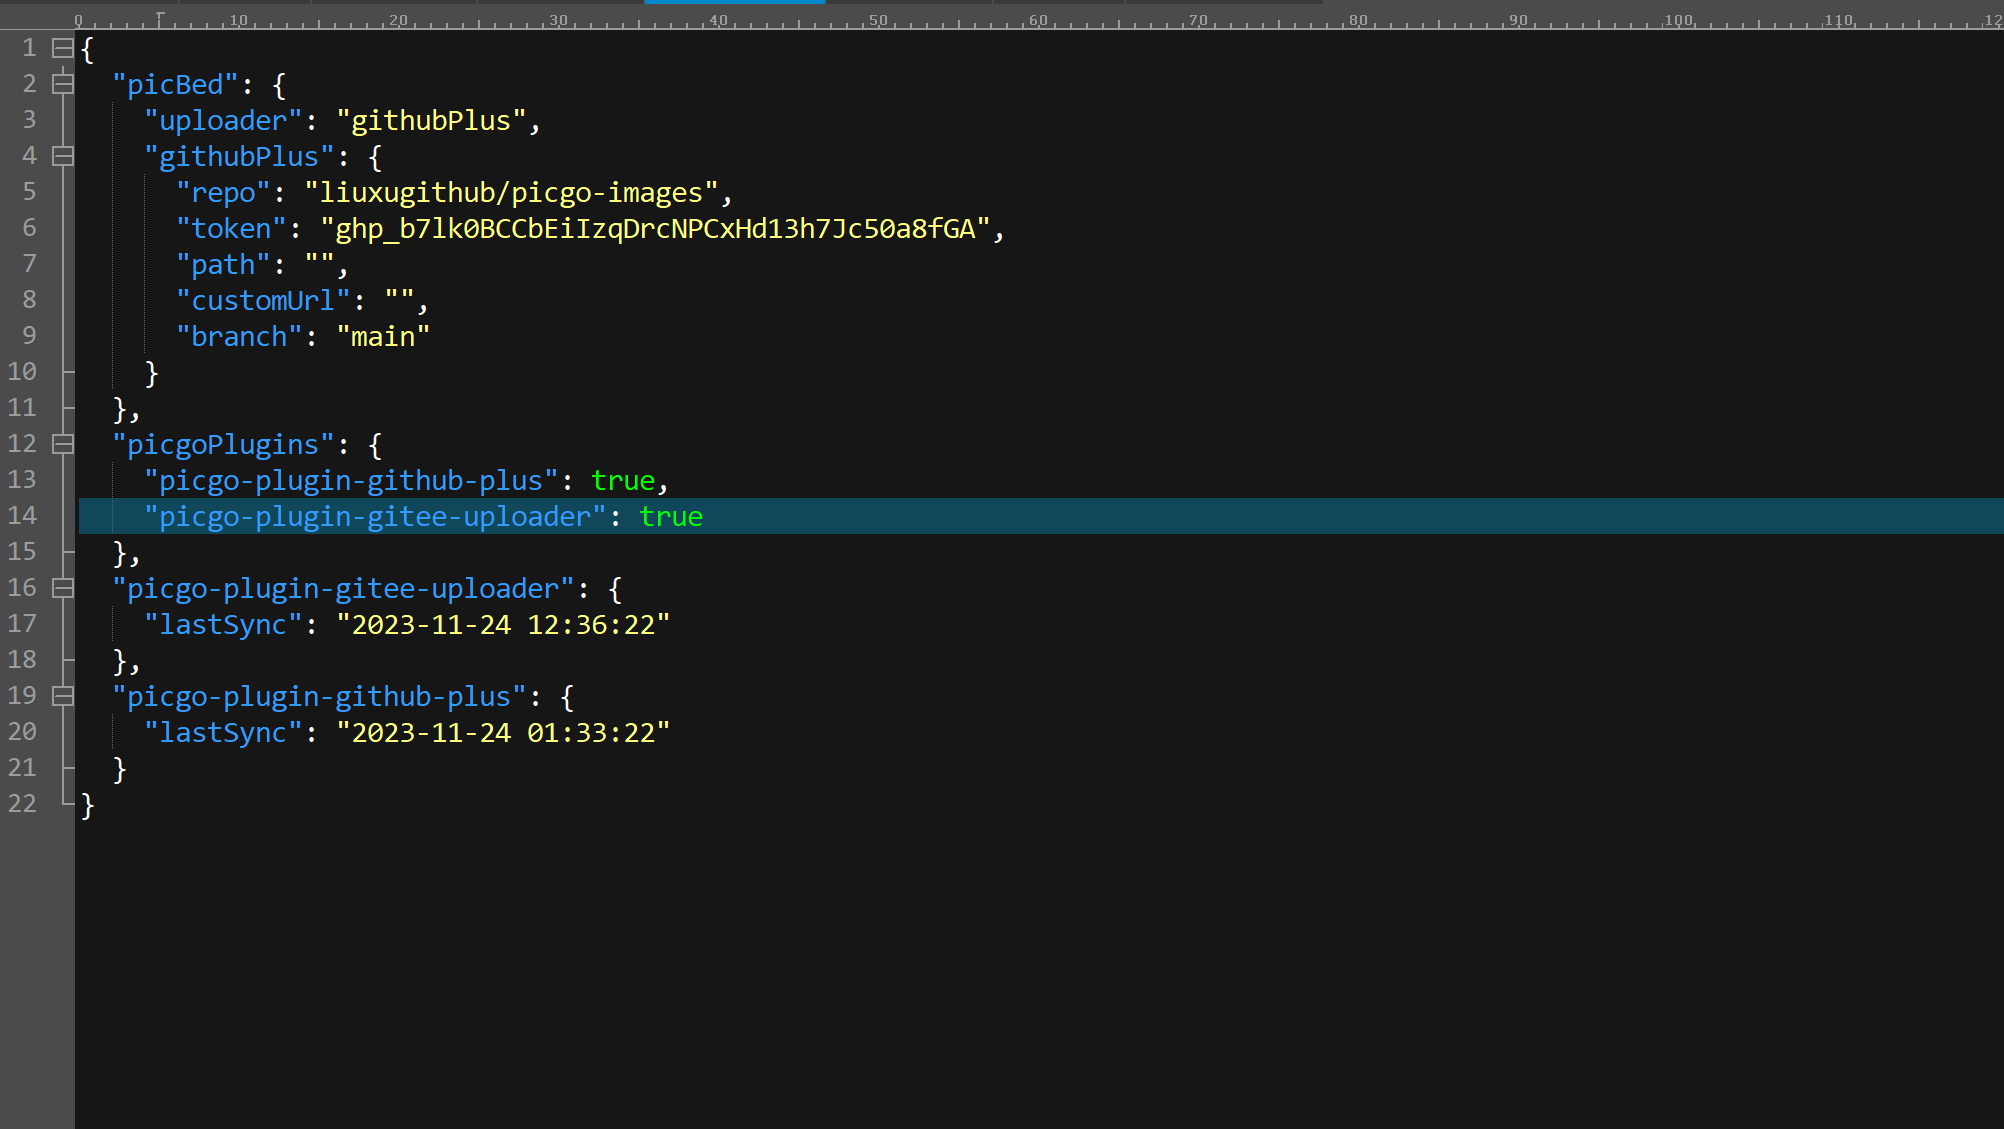 0 10 20 30 40 50 60 70 80 90 100 110 12
1 {
2 "picBed": {
3 "uploader": "githubPlus",
4 "githubPlus": {
5 "repo": "liuxugithub/picgo-images",
6 "token": "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",
7 "path": "",
8 "customUrl": "",
9 "branch": "main"
10 }
11 },
12 "picgoPlugins": {
13 "picgo-plugin-github-plus": true,
14 "picgo-plugin-gitee-uploader": true
15 },
16 "picgo-plugin-gitee-uploader": {
17 "lastSync": "2023-11-24 12:36:22"
18 },
19 "picgo-plugin-github-plus": {
20 "lastSync": "2023-11-24 01:33:22"
21 }
22 }